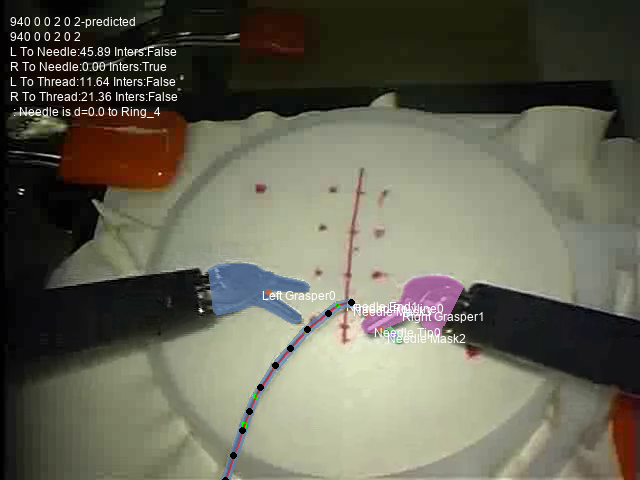 940 0 0 2 0 2-predicted
940 0 0 2 0 2
L To Needle:45.89 Inters:False
R To Needle:0.00 Inters:True
L To Thread:11.64 Inters:False
R To Thread:21.36 Inters:False
: Needle is d=0.0 to Ring_4
Left Grasper0
Needle End1
Right Grasper1
Needle Tip0
Needle Mask2